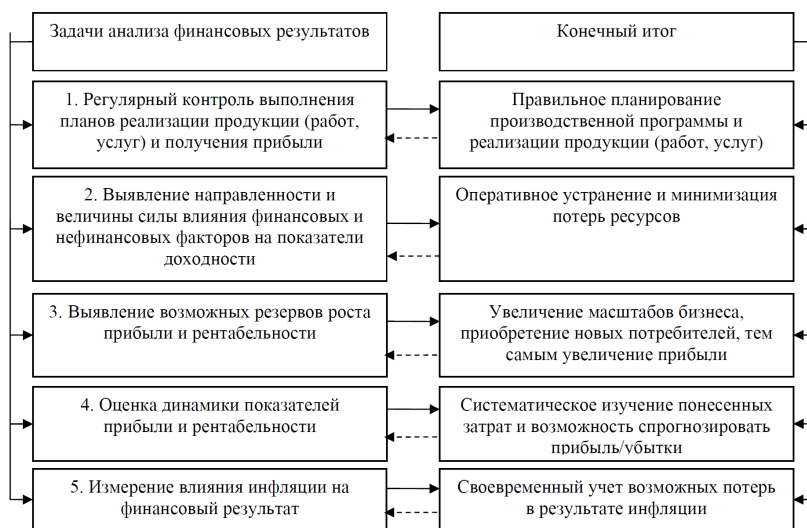 Задачи анализа финансовых результатов
Конечный итог
1. Регулярный контроль выполнения
планов реализации продукции (работ,
услуг) и получения прибыли
Правильное планирование
производственной программы и
реализации продукции (работ, услуг)
2. Выявление направленности и
величины силы влияния финансовых и
нефинансовых факторов на показатели
доходности
Оперативное устранение и минимизация
потерь ресурсов
3. Выявление возможных резервов роста
прибыли и рентабельности
Увеличение масштабов бизнеса,
приобретение новых потребителей, тем
самым увеличение прибыли
4. Оценка динамики показателей
прибыли и рентабельности
Систематическое изучение понесенных
затрат и возможность спрогнозировать
прибыль/убытки
5. Измерение влияния инфляции на
финансовый результат
Своевременный учет возможных потерь
в результате инфляции